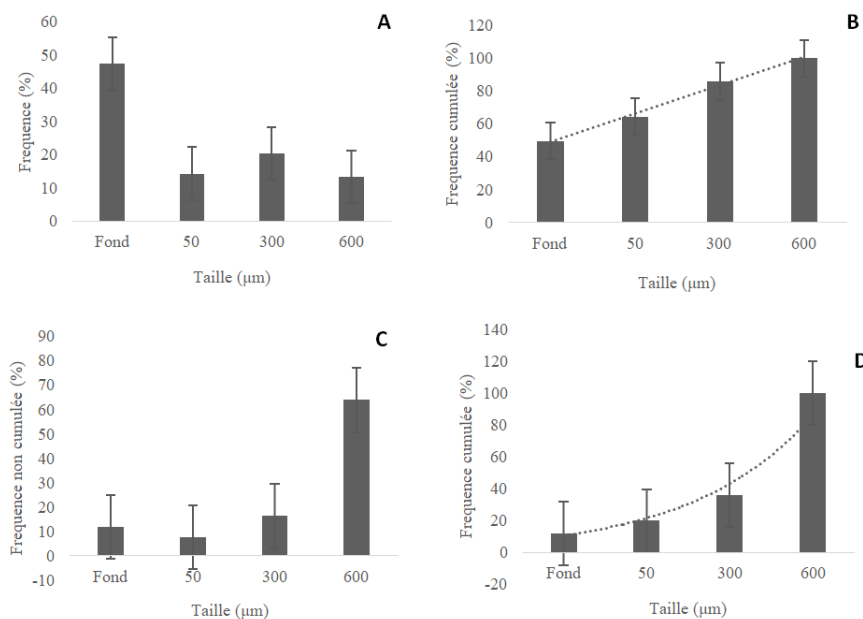 A
Frequence (%)
60
50
40
30
20
10
0
Fond 50 300 600
Taille (µm)
B
Frequence cumulée (%)
120
100
80
60
40
20
0
Fond 50 300 600
Taille (µm)
C
Frequence non cumulée (%)
90
80
70
60
50
40
30
20
10
0
-10
Fond 50 300 600
Taille (µm)
D
Frequence cumulée (%)
140
120
100
80
60
40
20
0
-20
Fond 50 300 600
Taille (µm)